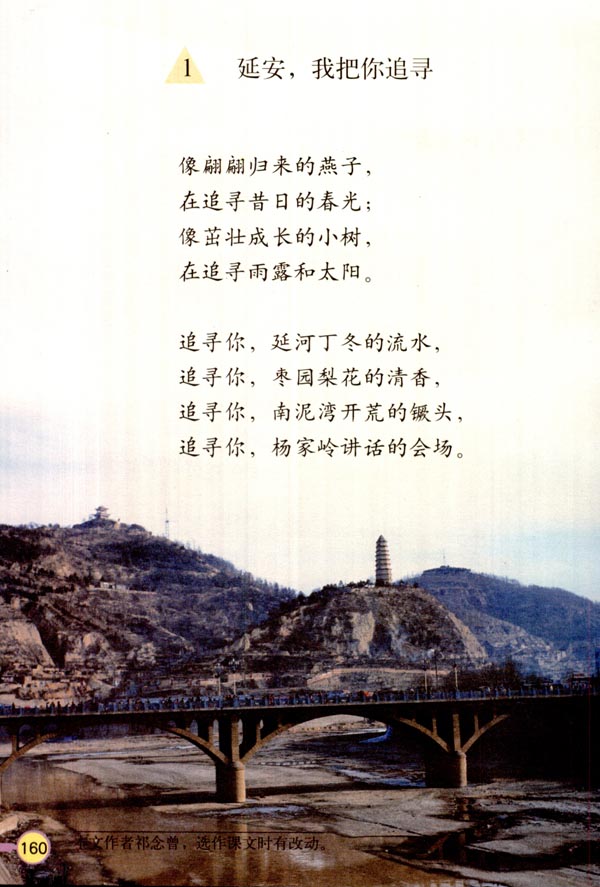 1 延安，我把你追寻
像翩翩归来的燕子，
在追寻昔日的春光；
像茁壮成长的小树，
在追寻雨露和太阳。
追寻你，延河丁冬的流水，
追寻你，枣园梨花的清香，
追寻你，南泥湾开荒的镢头，
追寻你，杨家岭讲话的会场。
本文作者祁念曾，选作课文时有改动。
160